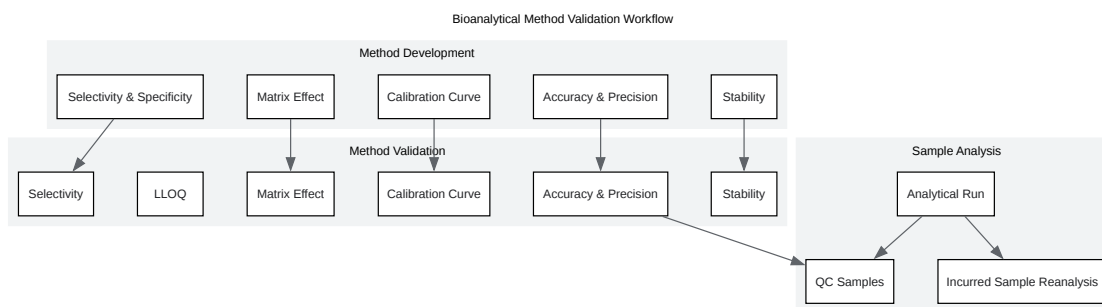 Bioanalytical Method Validation Workflow
Method Development
Selectivity & Specificity
Matrix Effect
Calibration Curve
Accuracy & Precision
Stability
Method Validation
Selectivity
LLOQ
Matrix Effect
Calibration Curve
Accuracy & Precision
Stability
Sample Analysis
Analytical Run
QC Samples
Incurred Sample Reanalysis